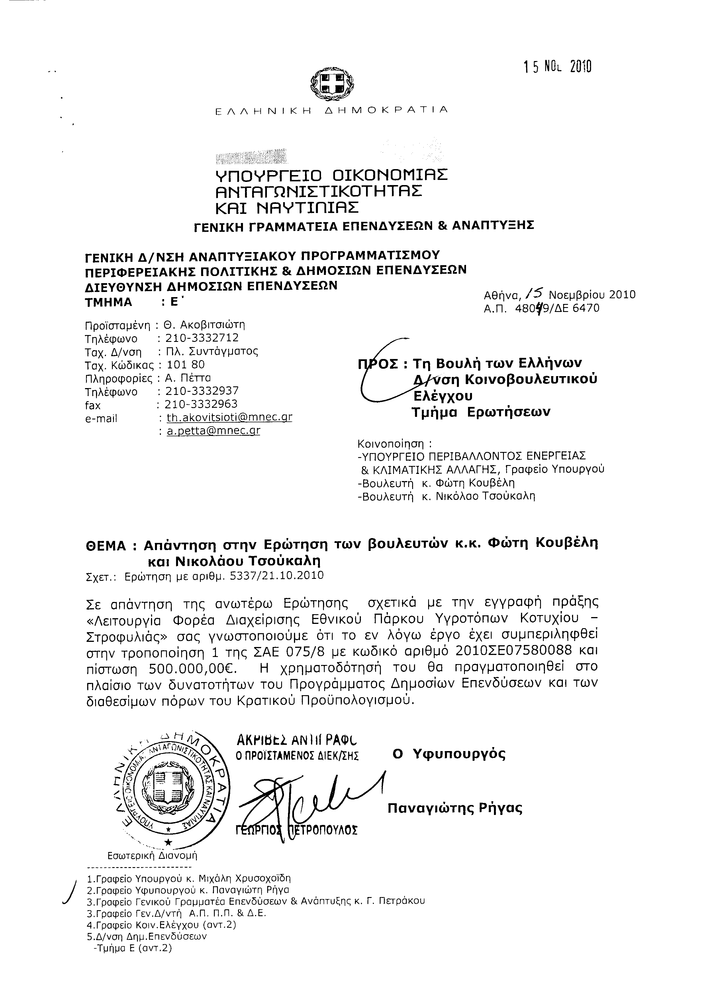 15 ΝΟΕ 2010
ΕΛΛΗΝΙΚΗ ΔΗΜΟΚΡΑΤΙΑ
ΥΠΟΥΡΓΕΙΟ ΟΙΚΟΝΟΜΙΑΣ
ΑΝΤΑΓΩΝΙΣΤΙΚΟΤΗΤΑΣ
ΚΑΙ ΝΑΥΤΙΛΙΑΣ
ΓΕΝΙΚΗ ΓΡΑΜΜΑΤΕΙΑ ΕΠΕΝΔΥΣΕΩΝ & ΑΝΑΠΤΥΞΗΣ
ΓΕΝΙΚΗ Δ/ΝΣΗ ΑΝΑΠΤΥΞΙΑΚΟΥ ΠΡΟΓΡΑΜΜΑΤΙΣΜΟΥ
ΠΕΡΙΦΕΡΕΙΑΚΗΣ ΠΟΛΙΤΙΚΗΣ & ΔΗΜΟΣΙΩΝ ΕΠΕΝΔΥΣΕΩΝ
ΔΙΕΥΘΥΝΣΗ ΔΗΜΟΣΙΩΝ ΕΠΕΝΔΥΣΕΩΝ
ΤΜΗΜΑ : Ε΄
Αθήνα, 15 Νοεμβρίου 2010
Α.Π. /ΔΕ 6470
Προϊσταμένη : Θ. Ακοβιτσιώτη
Τηλέφωνο : 210-3332712
Ταχ. Δ/νση : Πλ. Συντάγματος
Ταχ. Κώδικας : 101 80
Πληροφορίες : Α. Πέττα
Τηλέφωνο : 210-3332937
fax : 210-3332963
e-mail : th.akovitsioti@mnec.gr
: a.petta@mnec.gr
ΠΡΟΣ : Τη Βουλή των Ελλήνων
Δ/νση Κοινοβουλευτικού
Ελέγχου
Τμήμα Ερωτήσεων
Κοινοποίηση :
-ΥΠΟΥΡΓΕΙΟ ΠΕΡΙΒΑΛΛΟΝΤΟΣ ΕΝΕΡΓΕΙΑΣ
& ΚΛΙΜΑΤΙΚΗΣ ΑΛΛΑΓΗΣ, Γραφείο Υπουργού
-Βουλευτή κ. Φώτη Κουβέλη
-Βουλευτή κ. Νικόλαο Τσούκαλη
ΘΕΜΑ : Απάντηση στην Ερώτηση των βουλευτών κ.κ. Φώτη Κουβέλη
και Νικολάου Τσούκαλη
Σχετ.: Ερώτηση με αριθμ. 5337/21.10.2010
Σε απάντηση της ανωτέρω Ερώτησης σχετικά με την εγγραφή πράξης
«Λειτουργία Φορέα Διαχείρισης Εθνικού Πάρκου Υγροτόπων Κοτυχίου –
Στροφυλιάς» σας γνωστοποιούμε ότι το εν λόγω έργο έχει συμπεριληφθεί
στην τροποποίηση 1 της ΣΑΕ 075/8 με κωδικό αριθμό 2010ΣΕ07580088 και
πίστωση 500.000,00€. Η χρηματοδότησή του θα πραγματοποιηθεί στο
πλαίσιο των δυνατοτήτων του Προγράμματος Δημοσίων Επενδύσεων και των
διαθεσίμων πόρων του Κρατικού Προϋπολογισμού.
ΕΛΛΗΝΙΚΗ ΔΗΜΟΚΡΑΤΙΑ
ΥΠΟΥΡΓΕΙΟ ΟΙΚΟΝΟΜΙΑΣ ΑΝΤΑΓΩΝΙΣΤΙΚΟΤΗΤΑΣ ΚΑΙ ΝΑΥΤΙΛΙΑΣ
ΑΚΡΙΒΕΣ ΑΝΤΙΓΡΑΦΟ
Ο ΠΡΟΪΣΤΑΜΕΝΟΣ ΔΙΕΚ/ΣΗΣ
ΓΕΩΡΓΙΟΣ ΠΕΤΡΟΠΟΥΛΟΣ
Ο Υφυπουργός
Παναγιώτης Ρήγας
Εσωτερική Διανομή
-------------------------
1.Γραφείο Υπουργού κ. Μιχάλη Χρυσοχοϊδη
2.Γραφείο Υφυπουργού κ. Παναγιώτη Ρήγα
3.Γραφείο Γενικού Γραμματέα Επενδύσεων & Ανάπτυξης κ. Γ. Πετράκου
3.Γραφείο Γεν.Δ/ντή Α.Π. Π.Π. & Δ.Ε.
4.Γραφείο Κοιν.Ελέγχου (αντ.2)
5.Δ/νση Δημ.Επενδύσεων
-Τμήμα Ε (αντ.2)